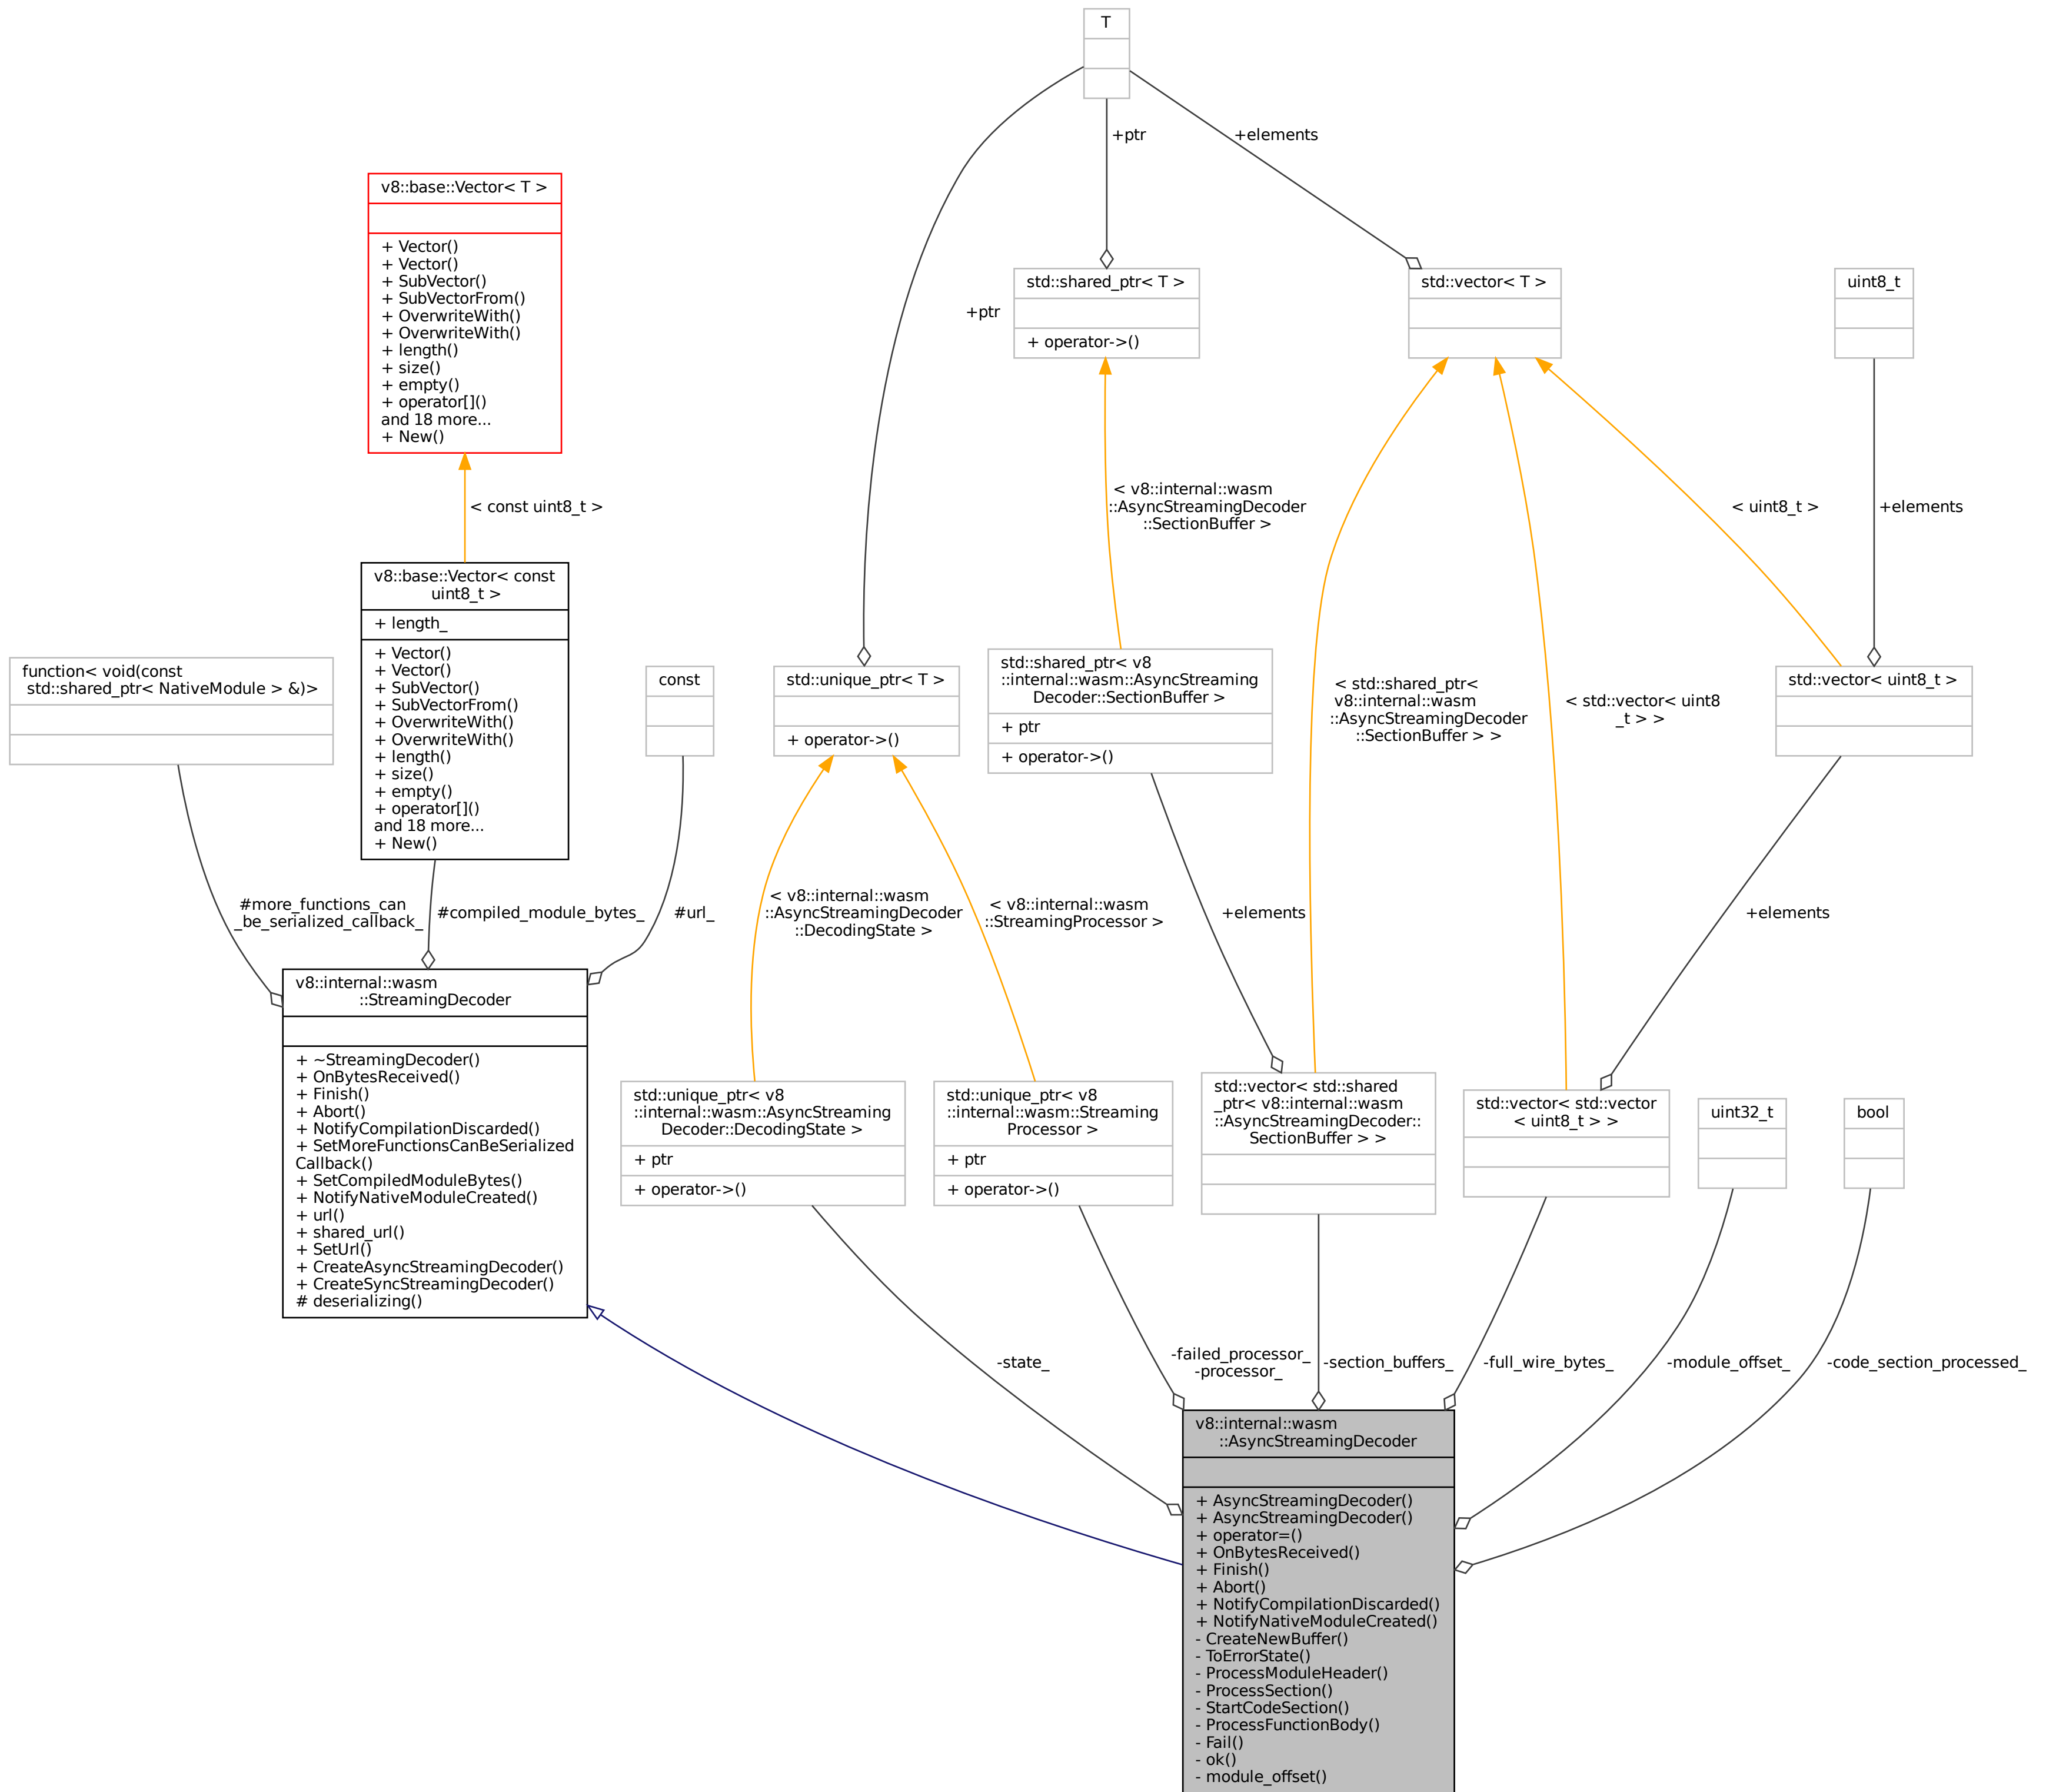 T
+ptr
+elements
v8::base::Vector< T >
+ Vector()
+ Vector()
+ SubVector()
+ SubVectorFrom()
+ OverwriteWith()
+ OverwriteWith()
+ length()
+ size()
+ empty()
+ operator[]()
and 18 more...
+ New()
+ptr
std::shared_ptr< T >
+ operator->()
std::vector< T >
uint8_t
< const uint8_t >
< v8::internal::wasm
::AsyncStreamingDecoder
::SectionBuffer >
< uint8_t >
+elements
v8::base::Vector< const
uint8_t >
+ length_
+ Vector()
+ Vector()
+ SubVector()
+ SubVectorFrom()
+ OverwriteWith()
+ OverwriteWith()
+ length()
+ size()
+ empty()
+ operator[]()
and 18 more...
+ New()
function< void(const
std::shared_ptr< NativeModule > &)>
const
std::unique_ptr< T >
+ operator->()
std::shared_ptr< v8
::internal::wasm::AsyncStreaming
Decoder::SectionBuffer >
+ ptr
+ operator->()
< std::shared_ptr<
v8::internal::wasm
::AsyncStreamingDecoder
::SectionBuffer > >
< std::vector< uint8
_t > >
std::vector< uint8_t >
#more_functions_can
_be_serialized_callback_
#compiled_module_bytes_
#url_
< v8::internal::wasm
::AsyncStreamingDecoder
::DecodingState >
< v8::internal::wasm
::StreamingProcessor >
+elements
+elements
v8::internal::wasm
::StreamingDecoder
+ ~StreamingDecoder()
+ OnBytesReceived()
+ Finish()
+ Abort()
+ NotifyCompilationDiscarded()
+ SetMoreFunctionsCanBeSerialized
Callback()
+ SetCompiledModuleBytes()
+ NotifyNativeModuleCreated()
+ url()
+ shared_url()
+ SetUrl()
+ CreateAsyncStreamingDecoder()
+ CreateSyncStreamingDecoder()
# deserializing()
std::unique_ptr< v8
::internal::wasm::AsyncStreaming
Decoder::DecodingState >
+ ptr
+ operator->()
std::unique_ptr< v8
::internal::wasm::Streaming
Processor >
+ ptr
+ operator->()
std::vector< std::shared
_ptr< v8::internal::wasm
::AsyncStreamingDecoder::
SectionBuffer > >
std::vector< std::vector
< uint8_t > >
uint32_t
bool
-state_
-failed_processor_
-processor_
-section_buffers_
-full_wire_bytes_
-module_offset_
-code_section_processed_
v8::internal::wasm
::AsyncStreamingDecoder
+ AsyncStreamingDecoder()
+ AsyncStreamingDecoder()
+ operator=()
+ OnBytesReceived()
+ Finish()
+ Abort()
+ NotifyCompilationDiscarded()
+ NotifyNativeModuleCreated()
- CreateNewBuffer()
- ToErrorState()
- ProcessModuleHeader()
- ProcessSection()
- StartCodeSection()
- ProcessFunctionBody()
- Fail()
- ok()
- module_offset()